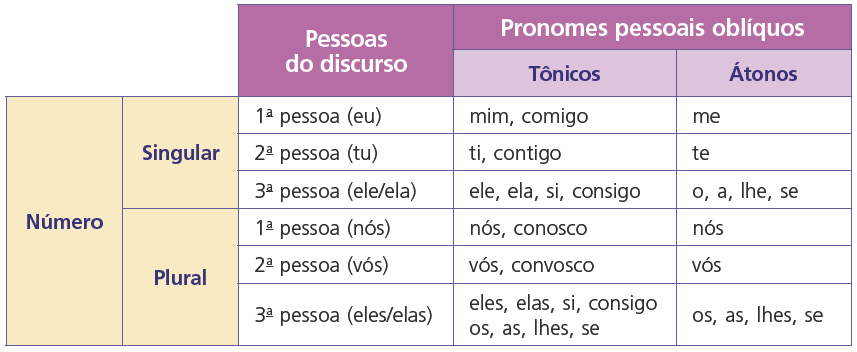 Pessoas
do discurso
Pronomes pessoais oblíquos
Tônicos
Átonos
Número
Singular
1ª pessoa (eu)
mim, comigo
me
2ª pessoa (tu)
ti, contigo
te
3ª pessoa (ele/ela)
ele, ela, si, consigo
o, a, lhe, se
Plural
1ª pessoa (nós)
nós, conosco
nós
2ª pessoa (vós)
vós, convosco
vós
3ª pessoa (eles/elas)
eles, elas, si, consigo
os, as, lhes, se
os, as, lhes, se